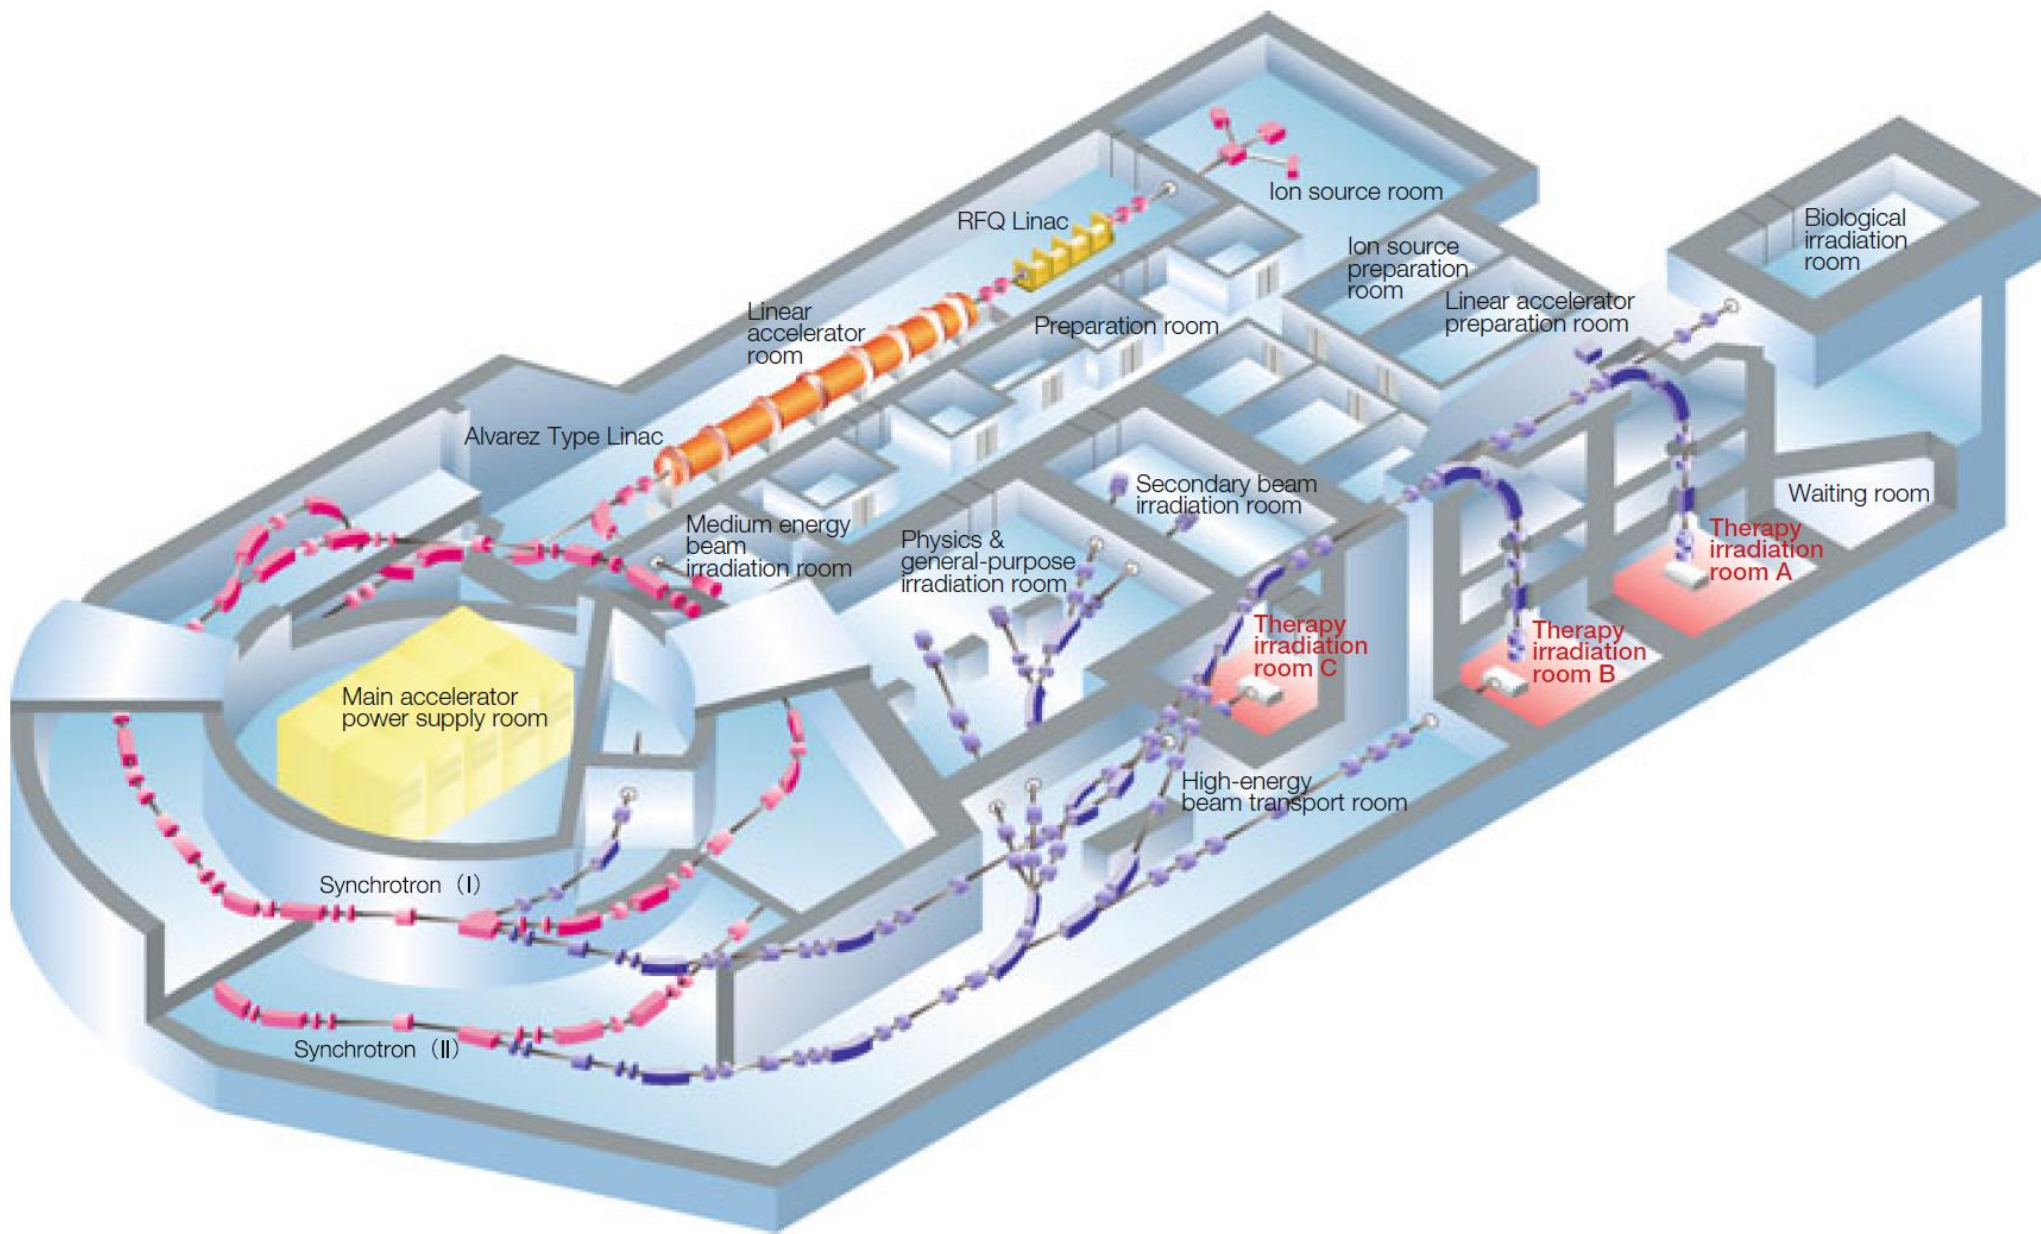 Ion source room
RFQ Linac
Biological
irradiation
room
Ion source
preparation
room
Linear accelerator
preparation room
Linear
accelerator
room
Preparation room
Alvarez Type Linac
Secondary beam
irradiation room
Waiting room
Medium energy
beam
irradiation room
Physics &
general-purpose
irradiation room
Therapy
irradiation
room A
Therapy
irradiation
room C
Therapy
irradiation
room B
Main accelerator
power supply room
High-energy
beam transport room
Synchrotron (Ⅰ)
Synchrotron (Ⅱ)